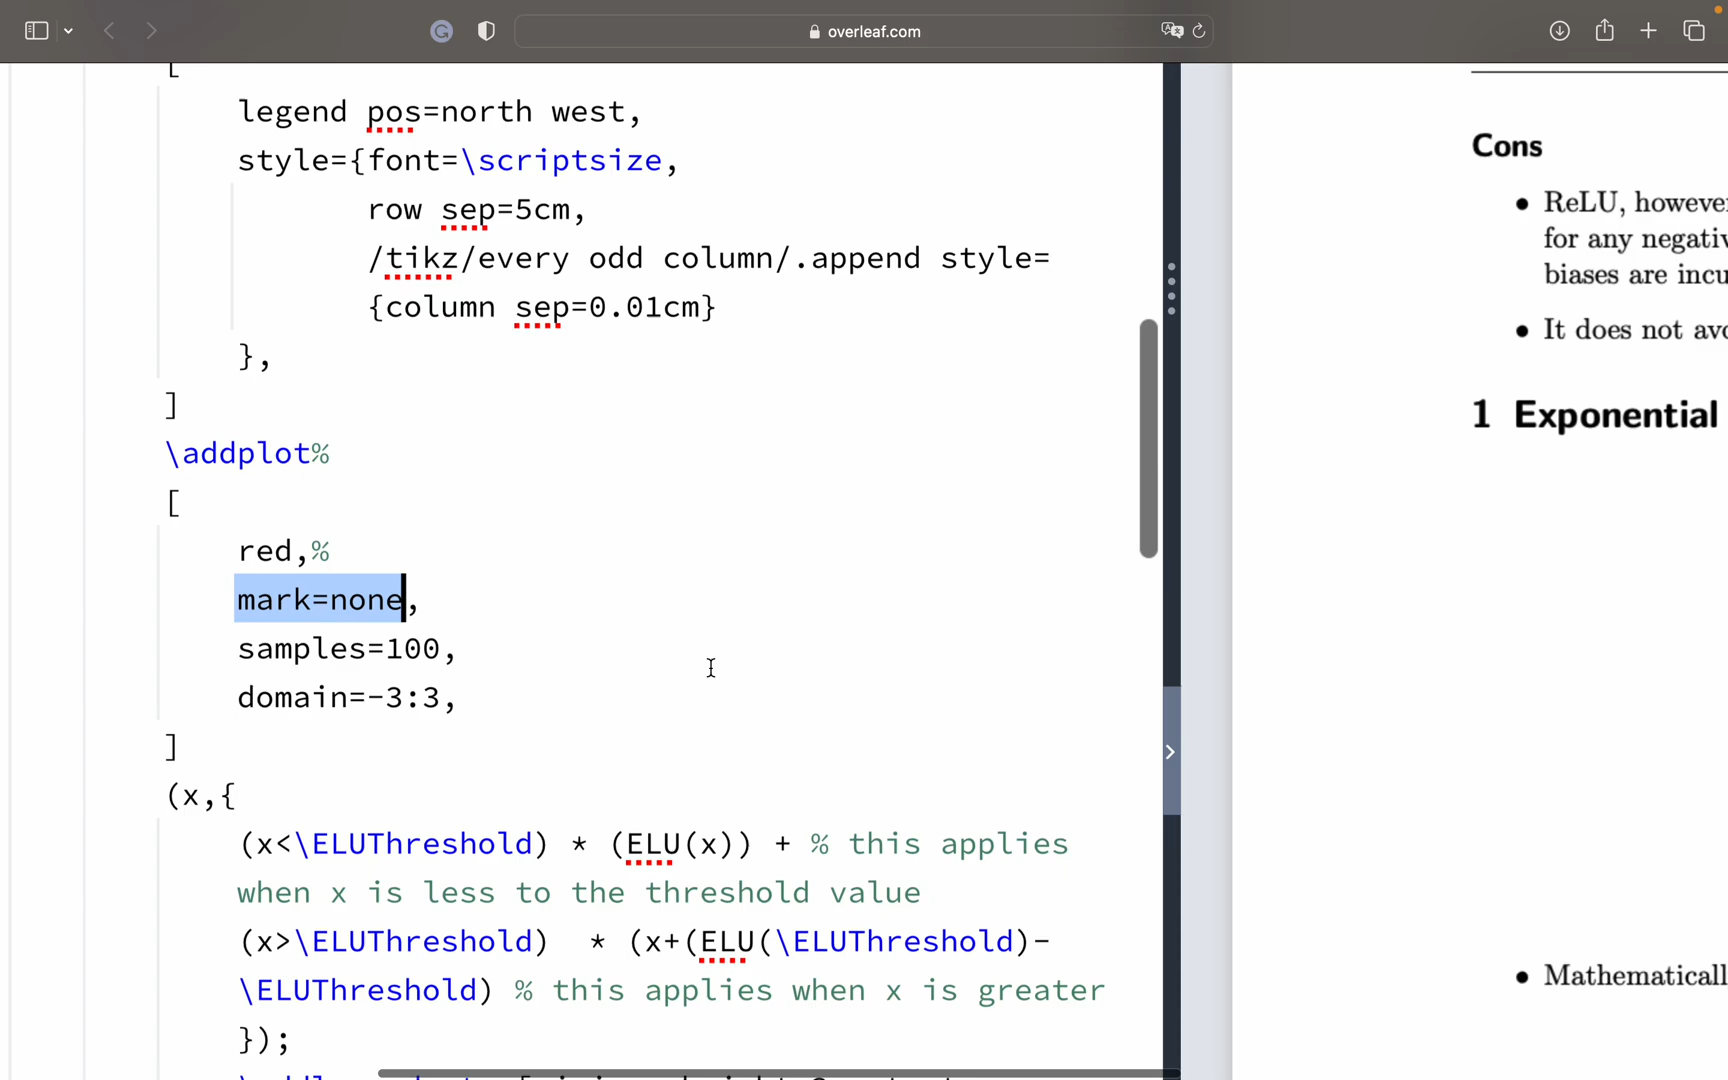 overleaf.com
[
legend pos=north west,
style={font=\scriptsize,
row sep=5cm,
/tikz/every odd column/.append style=
{column sep=0.01cm}
},
]
\addplot%
[
red,%
mark=none,
samples=100,
domain=-3:3,
]
(x,{
(x<\ELUThreshold) * (ELU(x)) + % this applies
when x is less to the threshold value
(x>\ELUThreshold)  * (x+(ELU(\ELUThreshold)-
\ELUThreshold) % this applies when x is greater
});
Cons
• ReLU, however
for any negativ
biases are incu
• It does not avo
1 Exponential
• Mathematicall